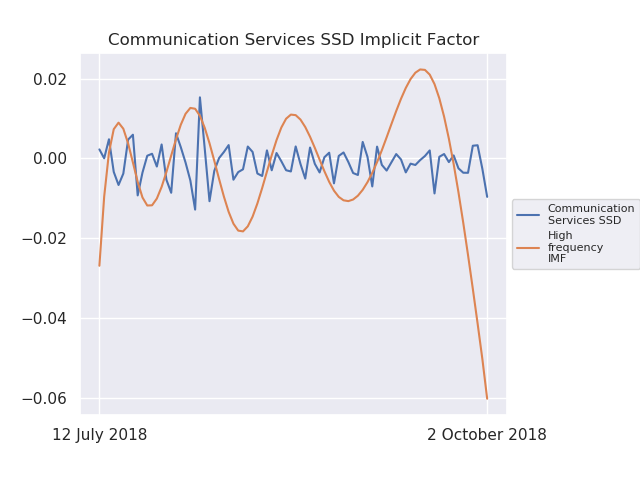 Communication Services SSD Implicit Factor
0.02
0.00
−0.02
−0.04
−0.06
12 July 2018
2 October 2018
Communication
Services SSD
High
frequency
IMF